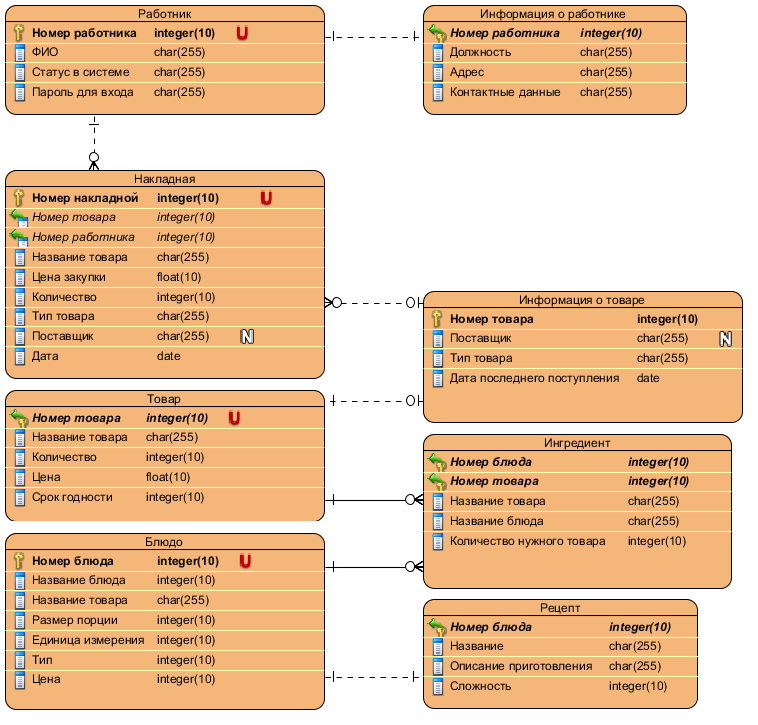 Работник
Номер работника integer(10) U
ФИО char(255)
Статус в системе char(255)
Пароль для входа char(255)
Информация о работнике
Номер работника integer(10)
Должность char(255)
Адрес char(255)
Контактные данные char(255)
Накладная
Номер накладной integer(10) U
Номер товара integer(10)
Номер работника integer(10)
Название товара char(255)
Цена закупки float(10)
Количество integer(10)
Тип товара char(255)
Поставщик char(255) N
Дата date
Информация о товаре
Номер товара integer(10)
Поставщик char(255) N
Тип товара char(255)
Дата последнего поступления date
Товар
Номер товара integer(10) U
Название товара char(255)
Количество integer(10)
Цена float(10)
Срок годности integer(10)
Ингредиент
Номер блюда integer(10)
Номер товара integer(10)
Название товара char(255)
Название блюда char(255)
Количество нужного товара integer(10)
Блюдо
Номер блюда integer(10) U
Название блюда integer(10)
Название товара char(255)
Размер порции integer(10)
Единица измерения integer(10)
Тип integer(10)
Цена integer(10)
Рецепт
Номер блюда integer(10)
Название char(255)
Описание приготовления char(255)
Сложность integer(10)